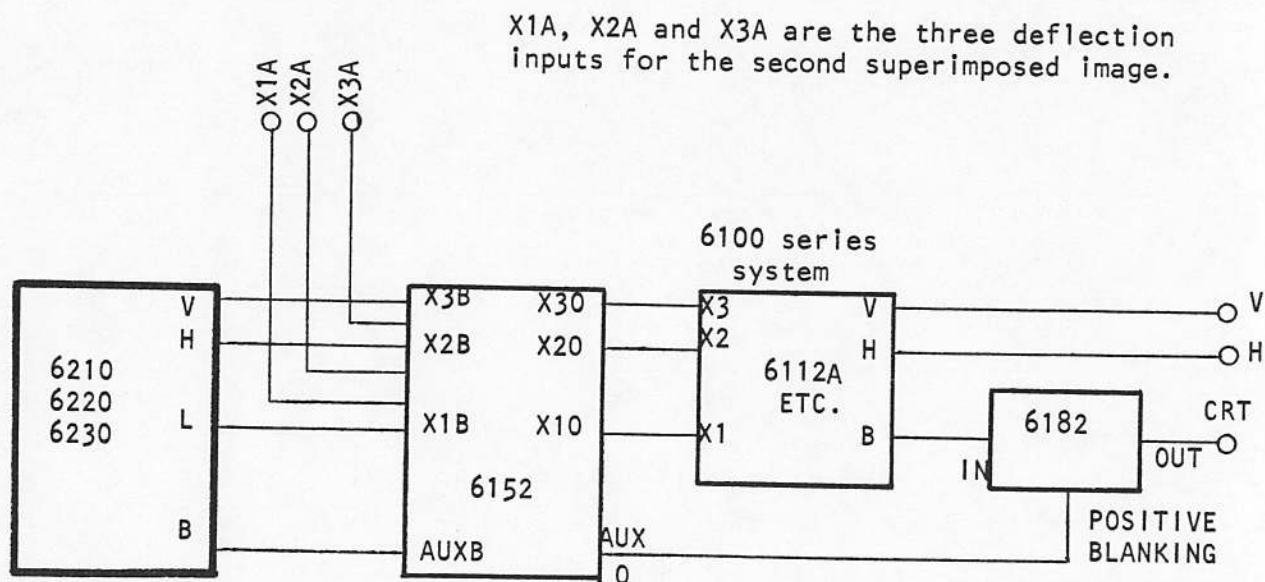 X1A, X2A and X3A are the three deflection
inputs for the second superimposed image.
X1A
X2A
X3A
6100 series
system
V
H
L
B
6210
6220
6230
X3B
X2B
X1B
AUXB
X30
X20
X10
6152
AUX
O
X3
X2
X1
V
H
B
6112A
ETC.
V
H
6182
IN
OUT
CRT
POSITIVE
BLANKING